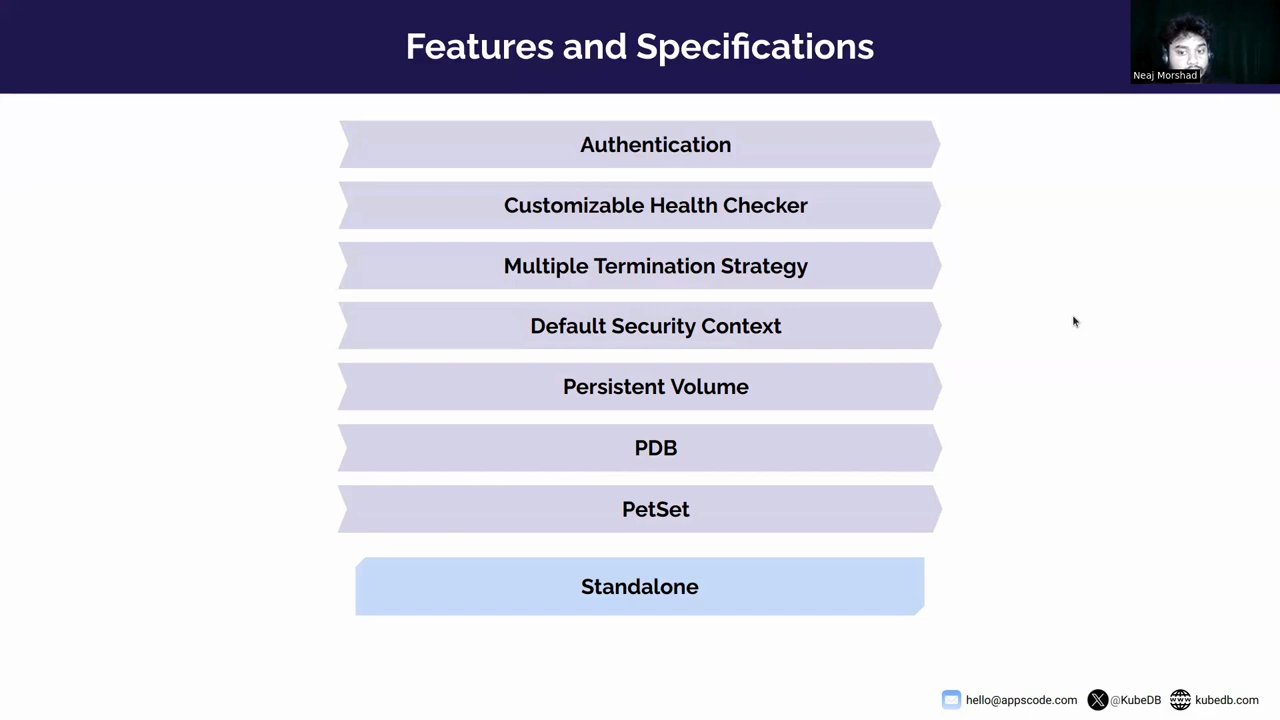 Features and Specifications
Neaj Morshad
Authentication
Customizable Health Checker
Multiple Termination Strategy
Default Security Context
Persistent Volume
PDB
PetSet
Standalone
hello@appscode.com @KubeDB kubedb.com